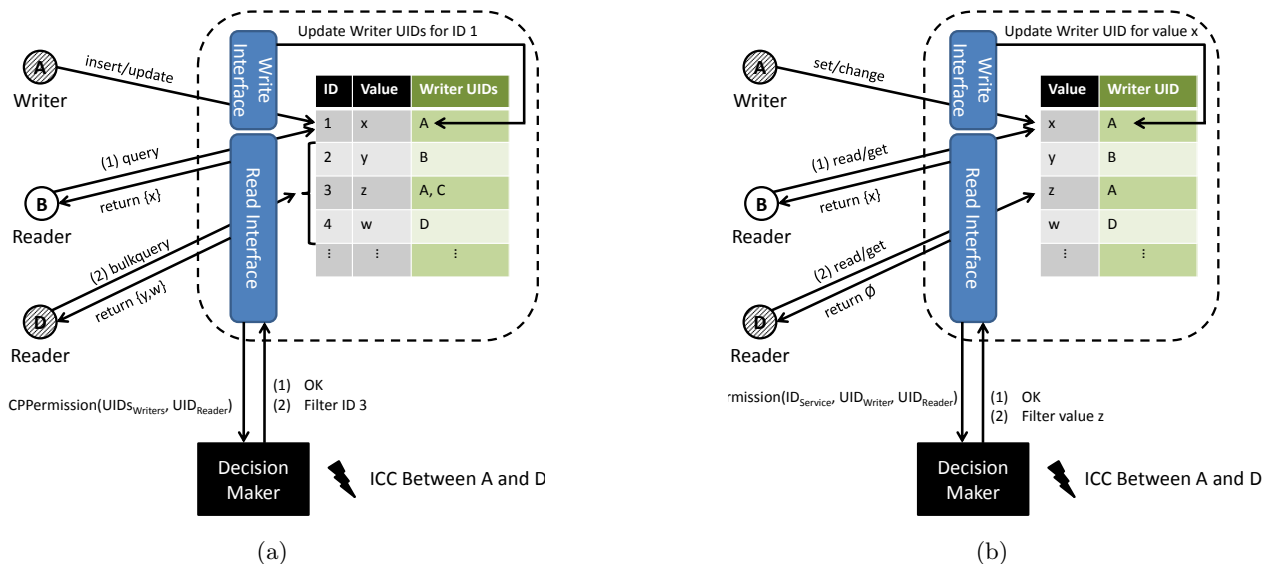 Update Writer UIDs for ID 1
Write Interface
A
Writer
insert/update
ID Value Writer UIDs
1 x A
2 y B
3 z A, C
4 w D
⋮ ⋮ ⋮
(1) query
return {x}
B
Reader
Read Interface
(2) bulkquery
return {y,w}
D
Reader
(1) OK
(2) Filter ID 3
CPPermission(UIDsWriters, UIDReader)
Decision
Maker
ICC Between A and D
(a)
Update Writer UID for value x
Write Interface
A
Writer
set/change
Value Writer UID
x A
y B
z A
w D
⋮ ⋮
(1) read/get
return {x}
B
Reader
Read Interface
(2) read/get
return Ø
D
Reader
(1) OK
(2) Filter value z
rmission(IDService, UIDWriter, UIDReader)
Decision
Maker
ICC Between A and D
(b)